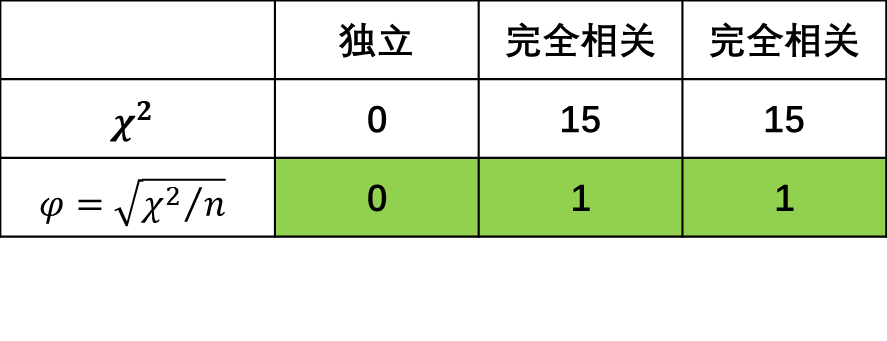 独立 完全相关 完全相关
χ² 0 15 15
φ = √χ²/n 0 1 1